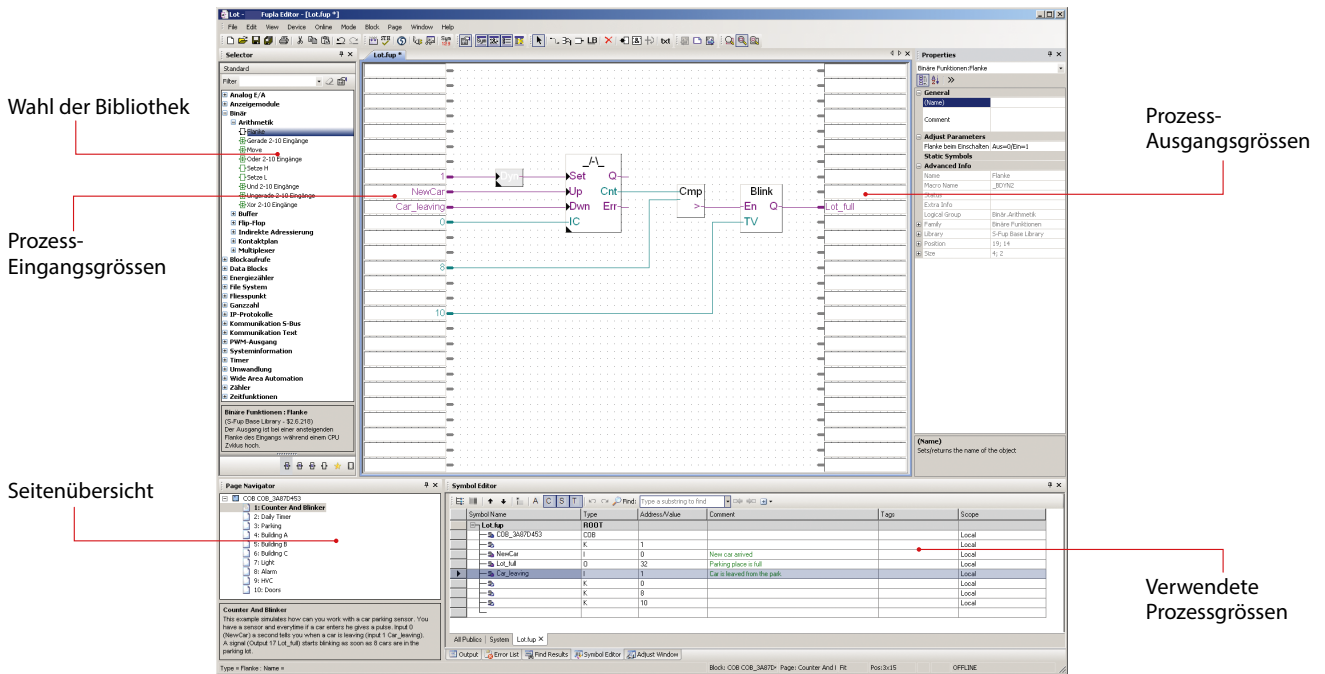 Lot - Fupla Editor - [Lot.fup *]
File Edit View Device Online Mode Block Page Window Help
Selector
Standard
Filter
Analog E/A
Anzeigemodule
Binär
Arithmetik
Flanke
Gerade 2-10 Eingänge
Move
Oder 2-10 Eingänge
Setze H
Setze L
Und 2-10 Eingänge
Ungerade 2-10 Eingänge
Xor 2-10 Eingänge
Buffer
Flip-Flop
Indirekte Adressierung
Kontaktplan
Multiplexer
Blockaufrufe
Data Blocks
Energiezähler
File System
Fliesspunkt
Ganzzahl
IP-Protokolle
Kommunikation S-Bus
Kommunikation Text
PWM-Ausgang
Systeminformation
Timer
Umwandlung
Wide Area Automation
Zähler
Zeitfunktionen
Binäre Funktionen : Flanke
(S-Fup Base Library - $2.6.218)
Der Ausgang ist bei einer ansteigenden
Flanke des Eingangs während einem CPU
Zyklus hoch.
Wahl der Bibliothek
Prozess-
Eingangsgrössen
Seitenübersicht
LB
txt
Lot.fup *
1
NewCar
Car_leaving
0
8
10
Dyn
_/-\_
Set Q
Up Cnt
Dwn Err
IC
Cmp
>
Blink
En Q
TV
Lot_full
Properties
Binäre Funktionen:Flanke
General
(Name)
Comment
Adjust Parameters
Flanke beim Einschalten Aus=0/Ein=1
Static Symbols
Advanced Info
Name Flanke
Macro Name _BDYN2
Status
Extra Info
Logical Group Binär.Arithmetik
Family Binäre Funktionen
Library S-Fup Base Library
Position 19; 14
Size 4; 2
(Name)
Sets/returns the name of the object
Prozess-
Ausgangsgrössen
Verwendete
Prozessgrössen
Page Navigator
COB COB_3A87D453
1: Counter And Blinker
2: Daily Timer
3: Parking
4: Building A
5: Building B
6: Building C
7: Light
8: Alarm
9: HVC
10: Doors
Counter And Blinker
This example simulates how can you work with a car parking sensor. You
have a sensor and everytime if a car enters he gives a pulse. Input 0
(NewCar) a second tells you when a car is leaving (input 1 Car_leaving).
A signal (Output 17 Lot_full) starts blinking as soon as 8 cars are in the
parking lot.
Symbol Editor
A C S T Find: Type a substring to find
Symbol Name Type Address/Value Comment Tags Scope
Lot.fup ROOT
COB_3A87D453 COB Local
K 1 Local
NewCar I 0 New car arrived Local
Lot_full O 32 Parking place is full Local
Car_leaving I 1 Car is leaved from the park Local
K 0 Local
K 8 Local
K 10 Local
All Publics System Lot.fup
Output Error List Find Results Symbol Editor Adjust Window
Type = Flanke : Name =
Block: COB COB_3A87D Page: Counter And I Fit Pos:3x15 OFFLINE